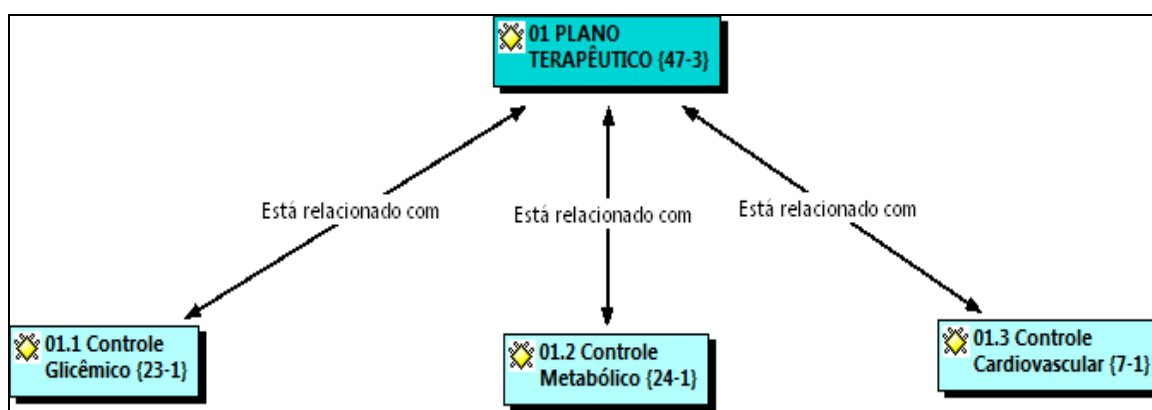 01 PLANO
TERAPÊUTICO {47-3}
Está relacionado com
Está relacionado com
Está relacionado com
01.1 Controle
Glicêmico {23-1}
01.2 Controle
Metabólico {24-1}
01.3 Controle
Cardiovascular {7-1}